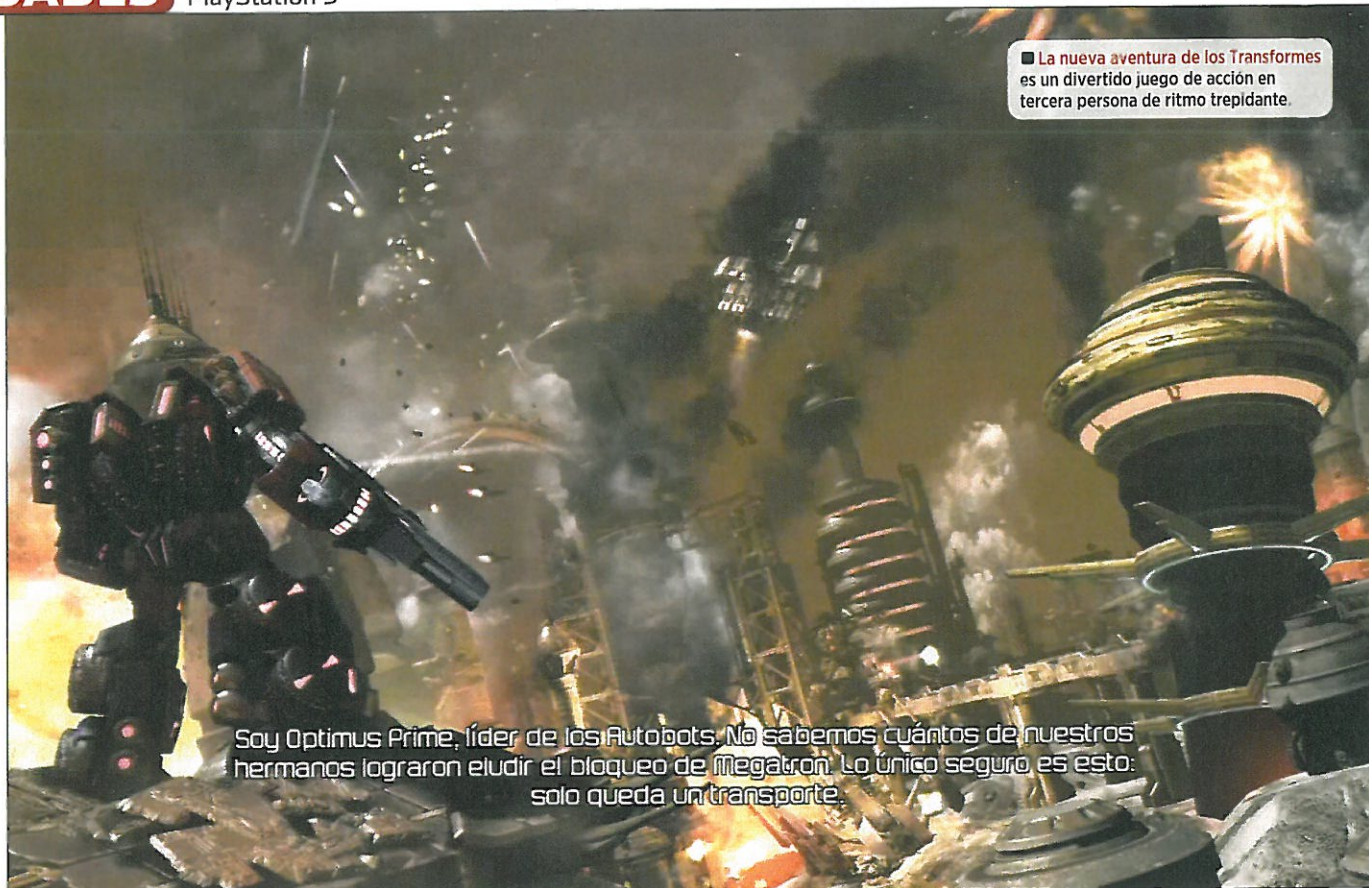 PlayStation 3
■ La nueva aventura de los Transformes
es un divertido juego de acción en
tercera persona de ritmo trepidante.
Soy Optimus Prime, líder de los Autobots. No sabemos cuántos de nuestros
hermanos lograron eludir el bloqueo de Megatron. Lo único seguro es esto:
solo queda un transporte.